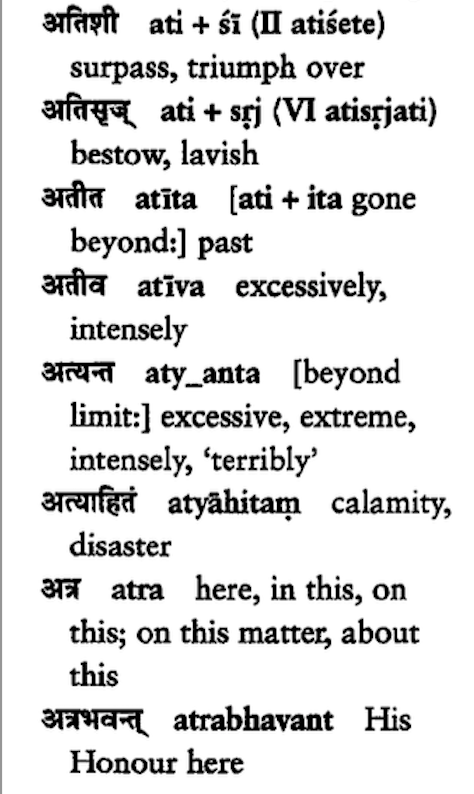 अतिशी ati + śī (II atiśete)
surpass, triumph over
अतिसृज् ati + sṛj (VI atisṛjati)
bestow, lavish
अतीत atīta [ati + ita gone
beyond:] past
अतीव atīva excessively,
intensely
अत्यन्त aty_anta [beyond
limit:] excessive, extreme,
intensely, ‘terribly’
अत्याहितं atyāhitaṃ calamity,
disaster
अत्र atra here, in this, on
this; on this matter, about
this
अत्रभवन्त् atrabhavant His
Honour here